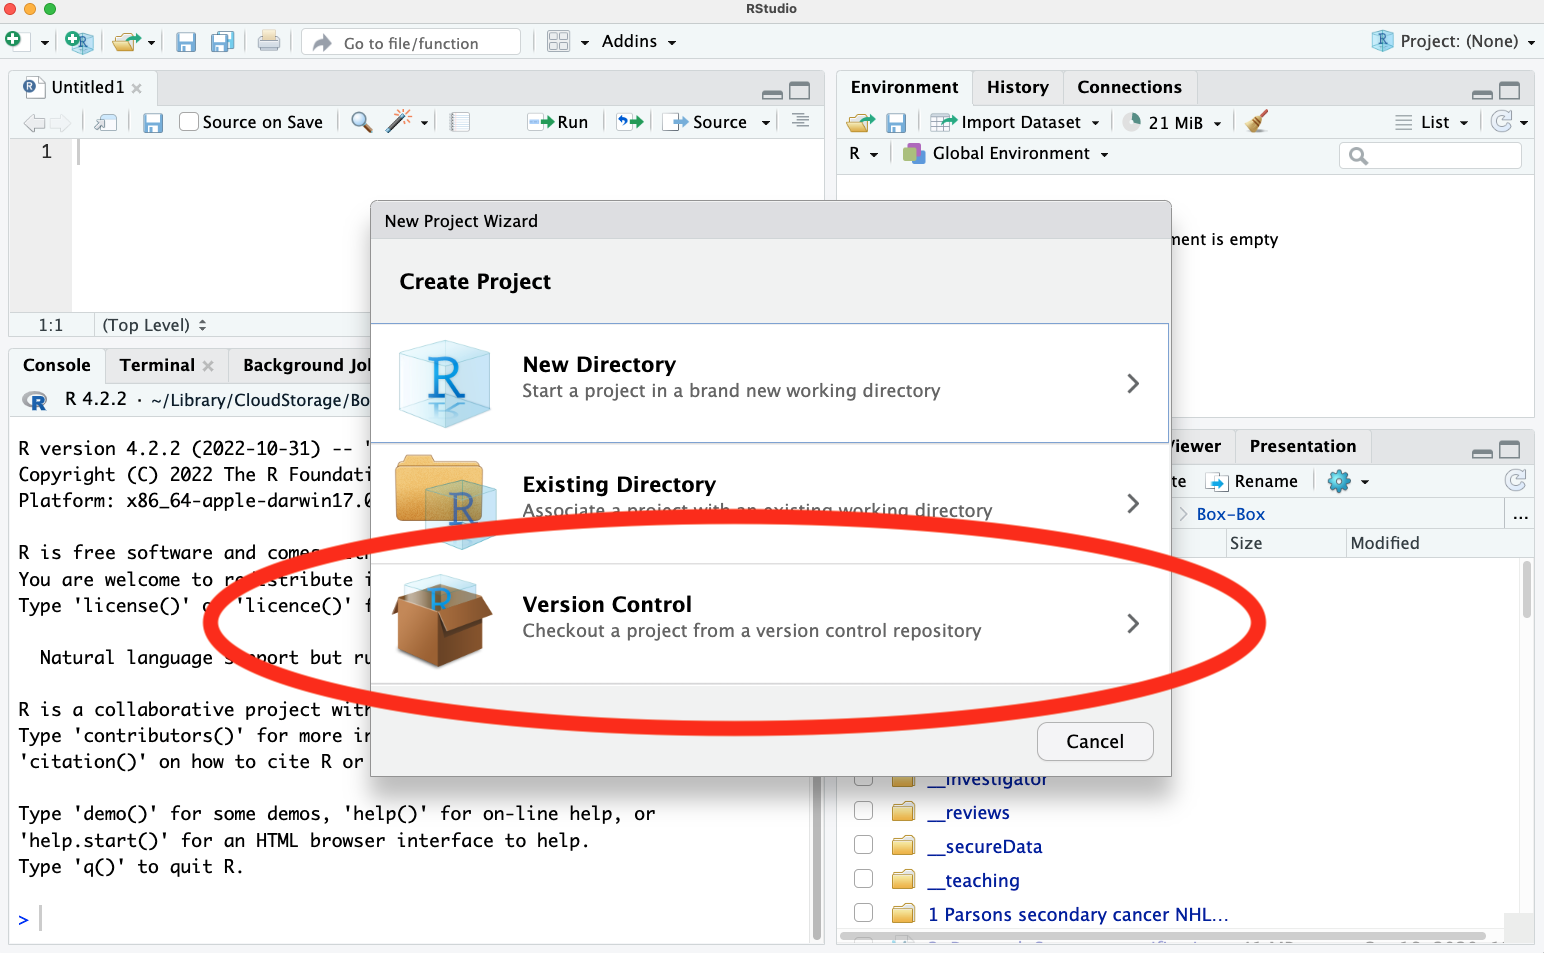 RStudio
Go to file/function
Addins
Project: (None)
Untitled1
Source on Save
Run
Source
1
1:1
(Top Level)
Console
Terminal
Background
R 4.2.2 · ~/Library/CloudStorage/Bo
R version 4.2.2 (2022-10-31) -- "
Copyright (C) 2022 The R Foundati
Platform: x86_64-apple-darwin17.0
R is free software and comes
You are welcome to redistribute i
Type 'license()' or 'licence()' f
Natural language support but ru
R is a collaborative project with
Type 'contributors()' for more in
'citation()' on how to cite R or
Type 'demo()' for some demos, 'help()' for on-line help, or
'help.start()' for an HTML browser interface to help.
Type 'q()' to quit R.
>
Environment
History
Connections
Import Dataset
21 MiB
List
R
Global Environment
ment is empty
New Project Wizard
Create Project
R
New Directory
Start a project in a brand new working directory
R
Existing Directory
Associate a project with an existing working directory
R
Version Control
Checkout a project from a version control repository
Cancel
Viewer
Presentation
te
Rename
Box-Box
...
Size
Modified
__investigator
__reviews
__secureData
__teaching
1 Parsons secondary cancer NHL...